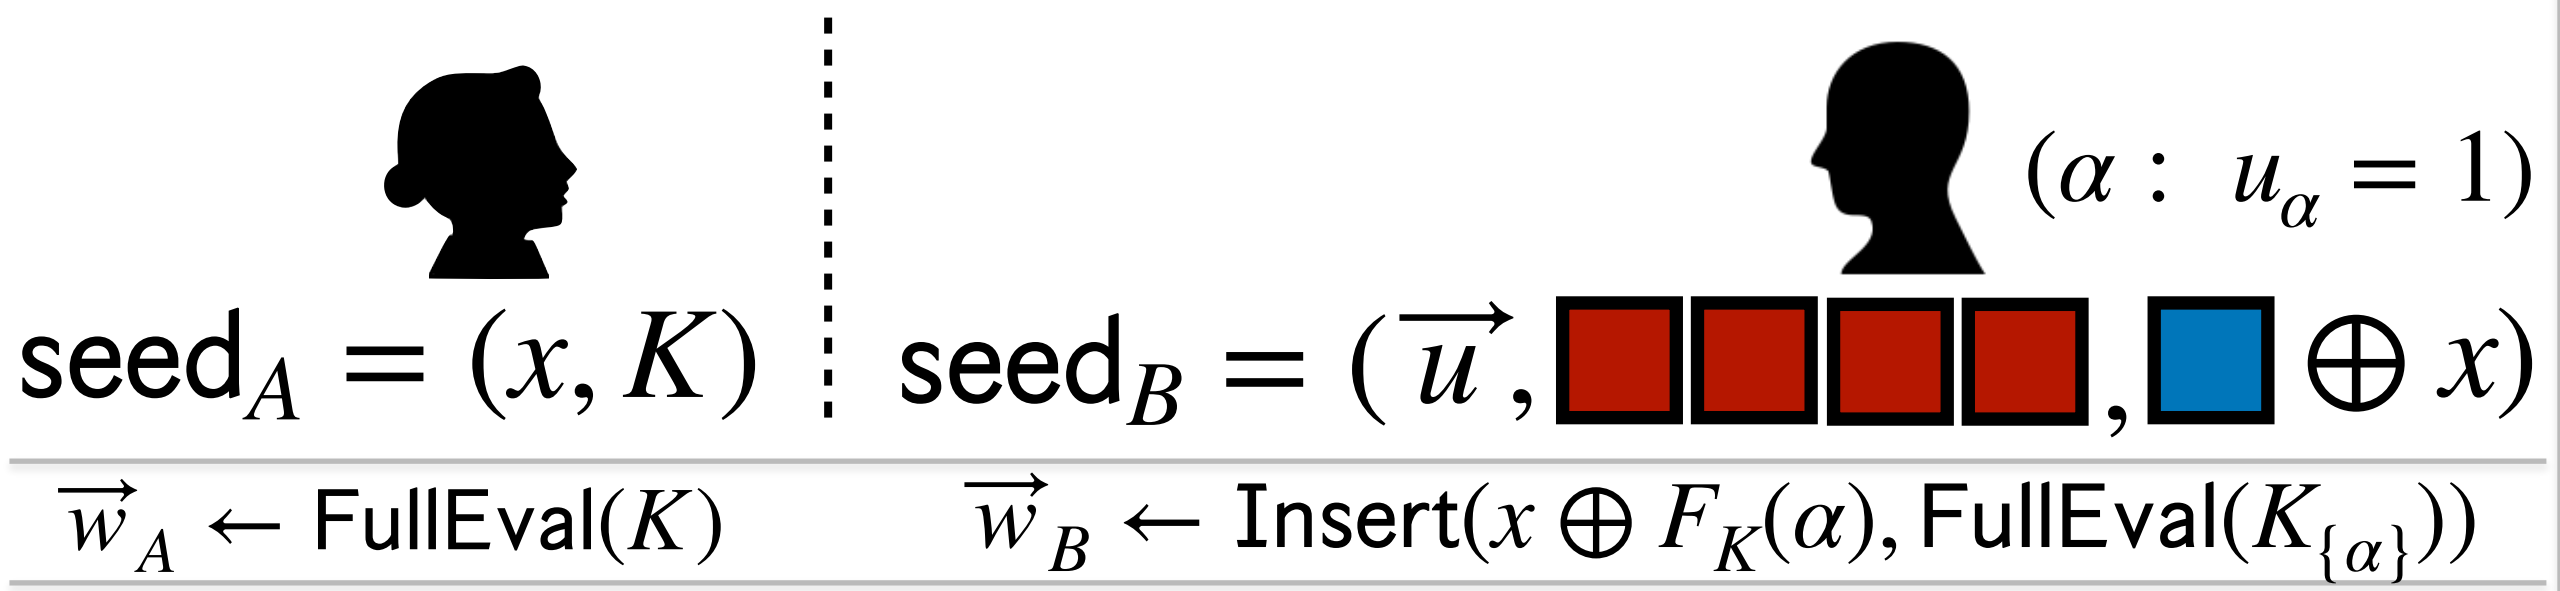 (α : u_α = 1)
seed_A = (x, K)
seed_B = (u⃗, , ⊕ x)
w⃗_A ← FullEval(K)
w⃗_B ← Insert(x ⊕ F_K(α), FullEval(K_{α}))